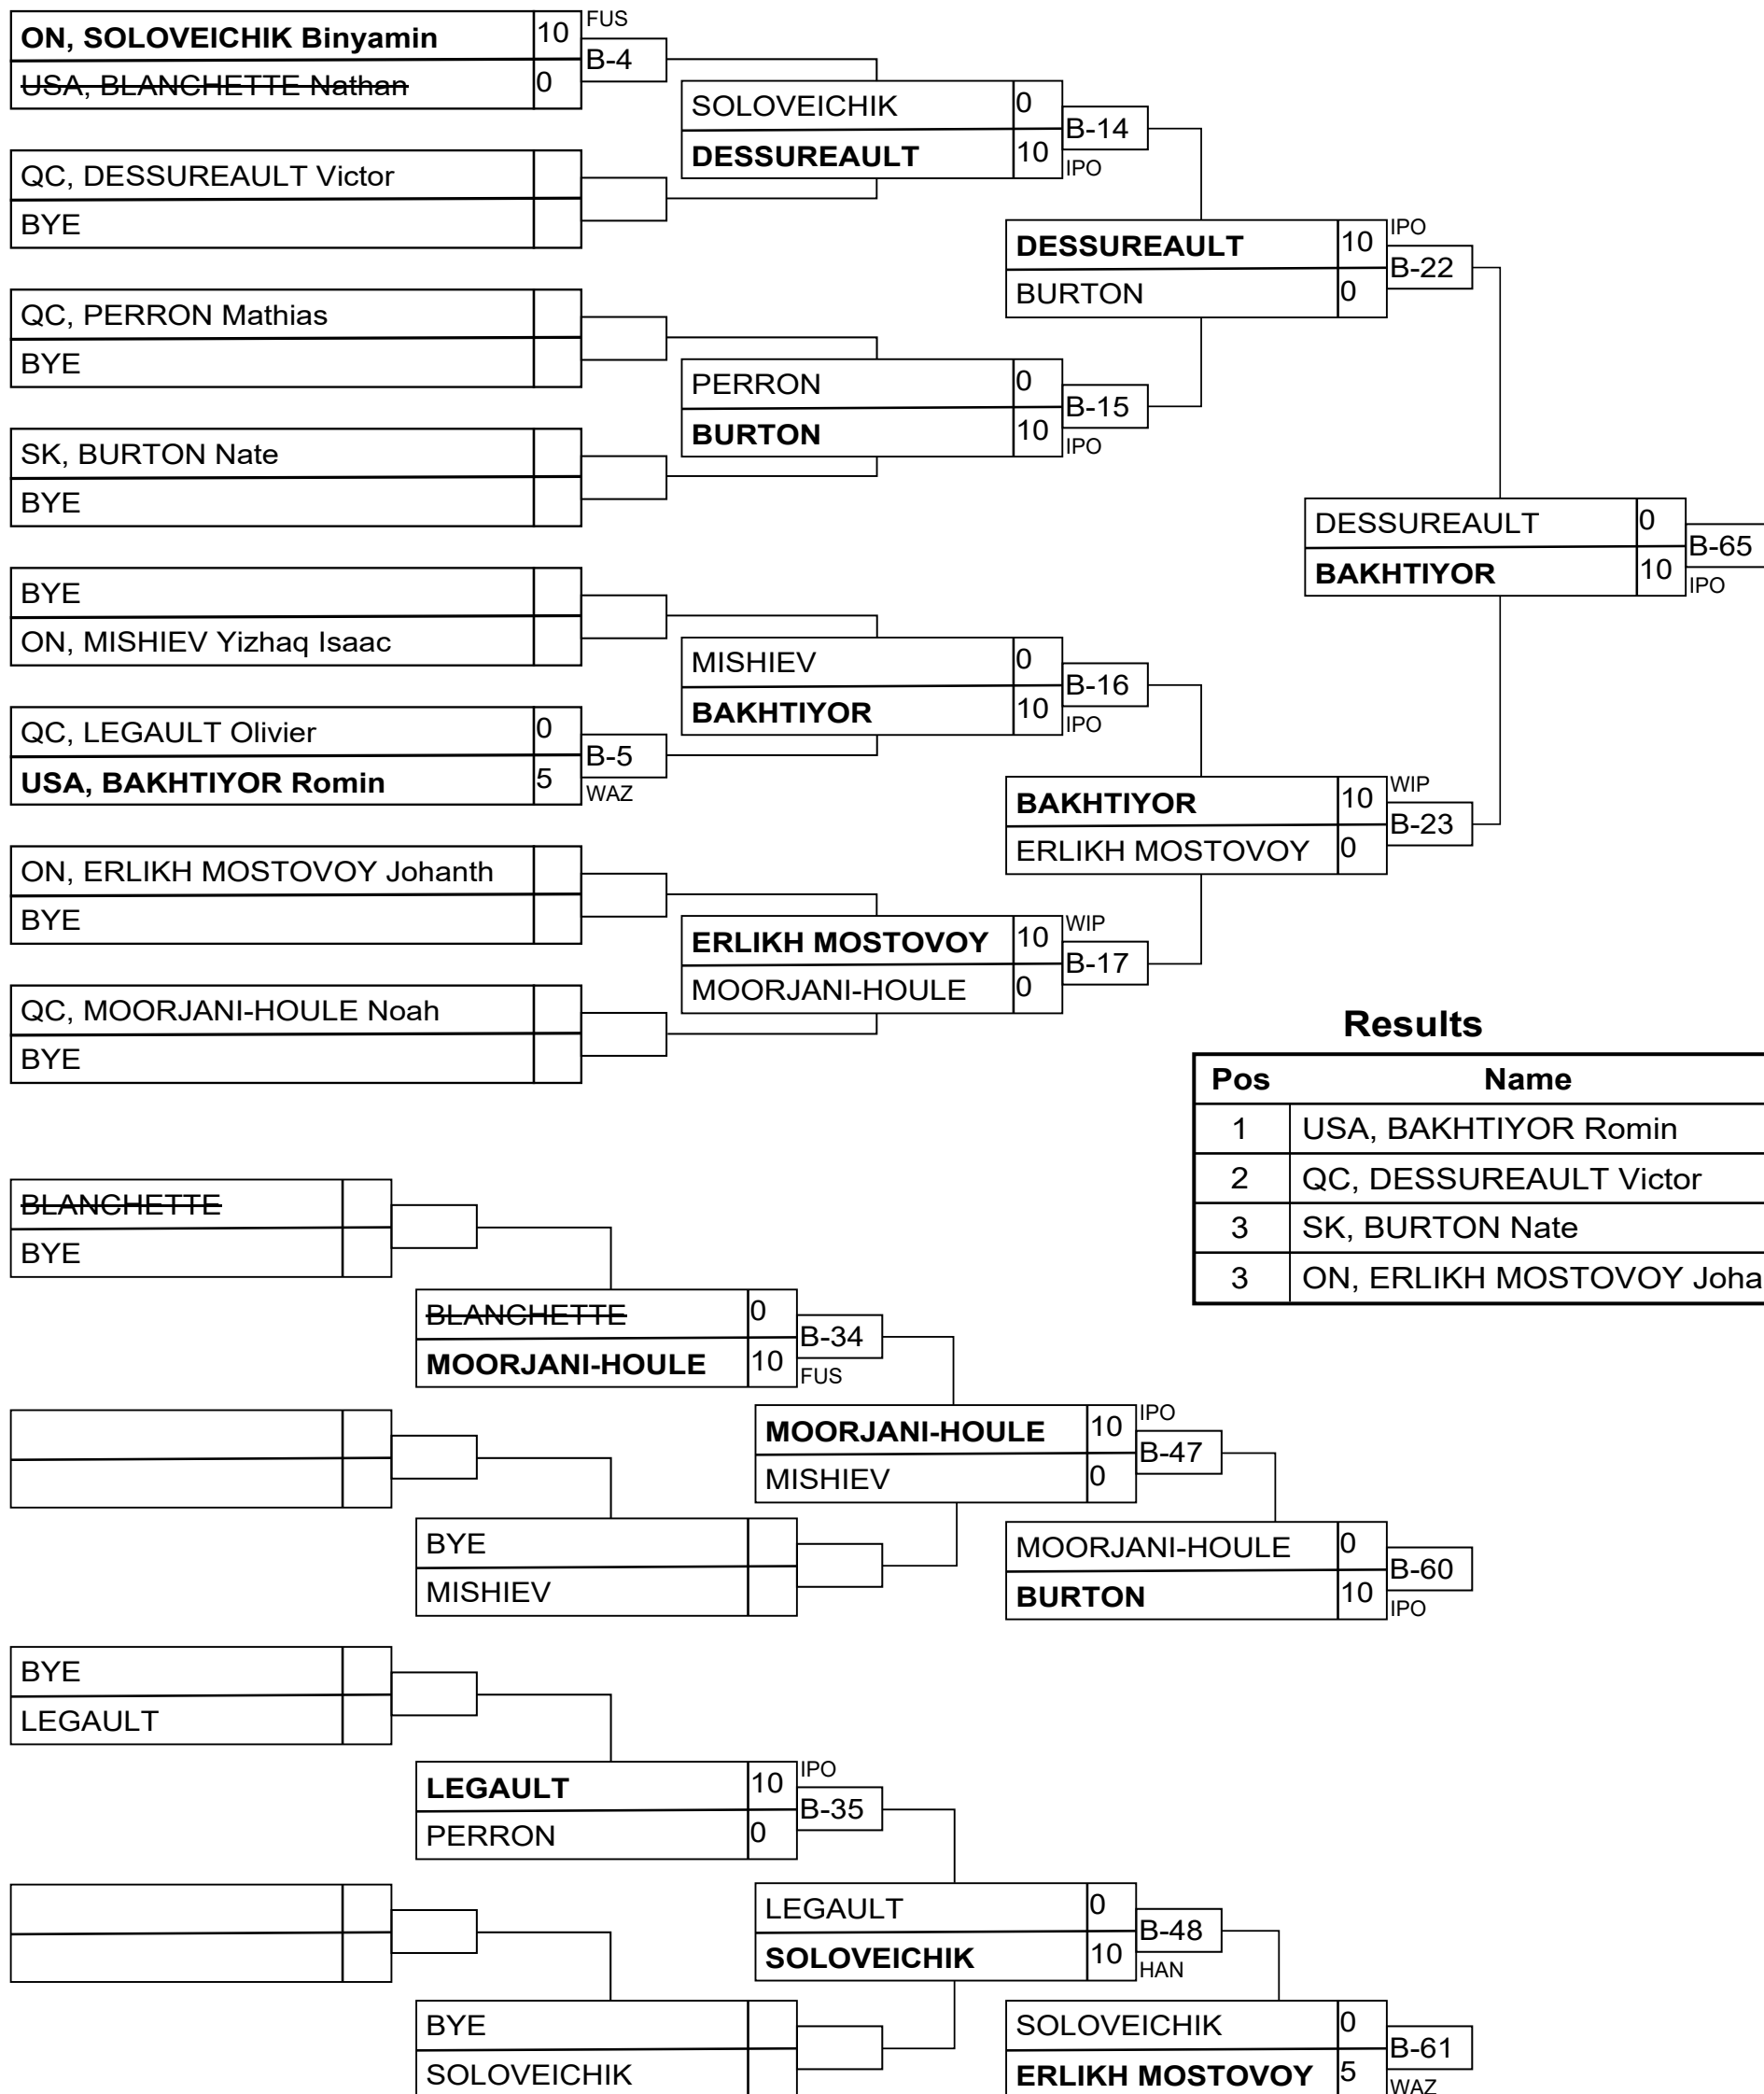 ON, SOLOVEICHIK Binyamin 10 FUS
B-4
USA, BLANCHETTE Nathan 0
SOLOVEICHIK 0
B-14
DESSUREAULT 10 IPO
QC, DESSUREAULT Victor
BYE
DESSUREAULT 10 IPO
B-22
BURTON 0
QC, PERRON Mathias
BYE
PERRON 0
B-15
BURTON 10 IPO
SK, BURTON Nate
BYE
DESSUREAULT 0
B-65
BAKHTIYOR 10 IPO
BYE
ON, MISHIEV Yizhaq Isaac
MISHIEV 0
B-16
BAKHTIYOR 10 IPO
QC, LEGAULT Olivier 0
B-5
USA, BAKHTIYOR Romin 5 WAZ
BAKHTIYOR 10 WIP
B-23
ERLIKH MOSTOVOY 0
ON, ERLIKH MOSTOVOY Johanth
BYE
ERLIKH MOSTOVOY 10 WIP
B-17
MOORJANI-HOULE 0
QC, MOORJANI-HOULE Noah
BYE
Results
Pos Name
1 USA, BAKHTIYOR Romin
2 QC, DESSUREAULT Victor
3 SK, BURTON Nate
3 ON, ERLIKH MOSTOVOY Joha
BLANCHETTE
BYE
BLANCHETTE 0
B-34
MOORJANI-HOULE 10 FUS
MOORJANI-HOULE 10 IPO
B-47
MISHIEV 0
BYE
MISHIEV
MOORJANI-HOULE 0
B-60
BURTON 10 IPO
BYE
LEGAULT
LEGAULT 10 IPO
B-35
PERRON 0
LEGAULT 0
B-48
SOLOVEICHIK 10 HAN
BYE
SOLOVEICHIK
SOLOVEICHIK 0
B-61
ERLIKH MOSTOVOY 5 WAZ